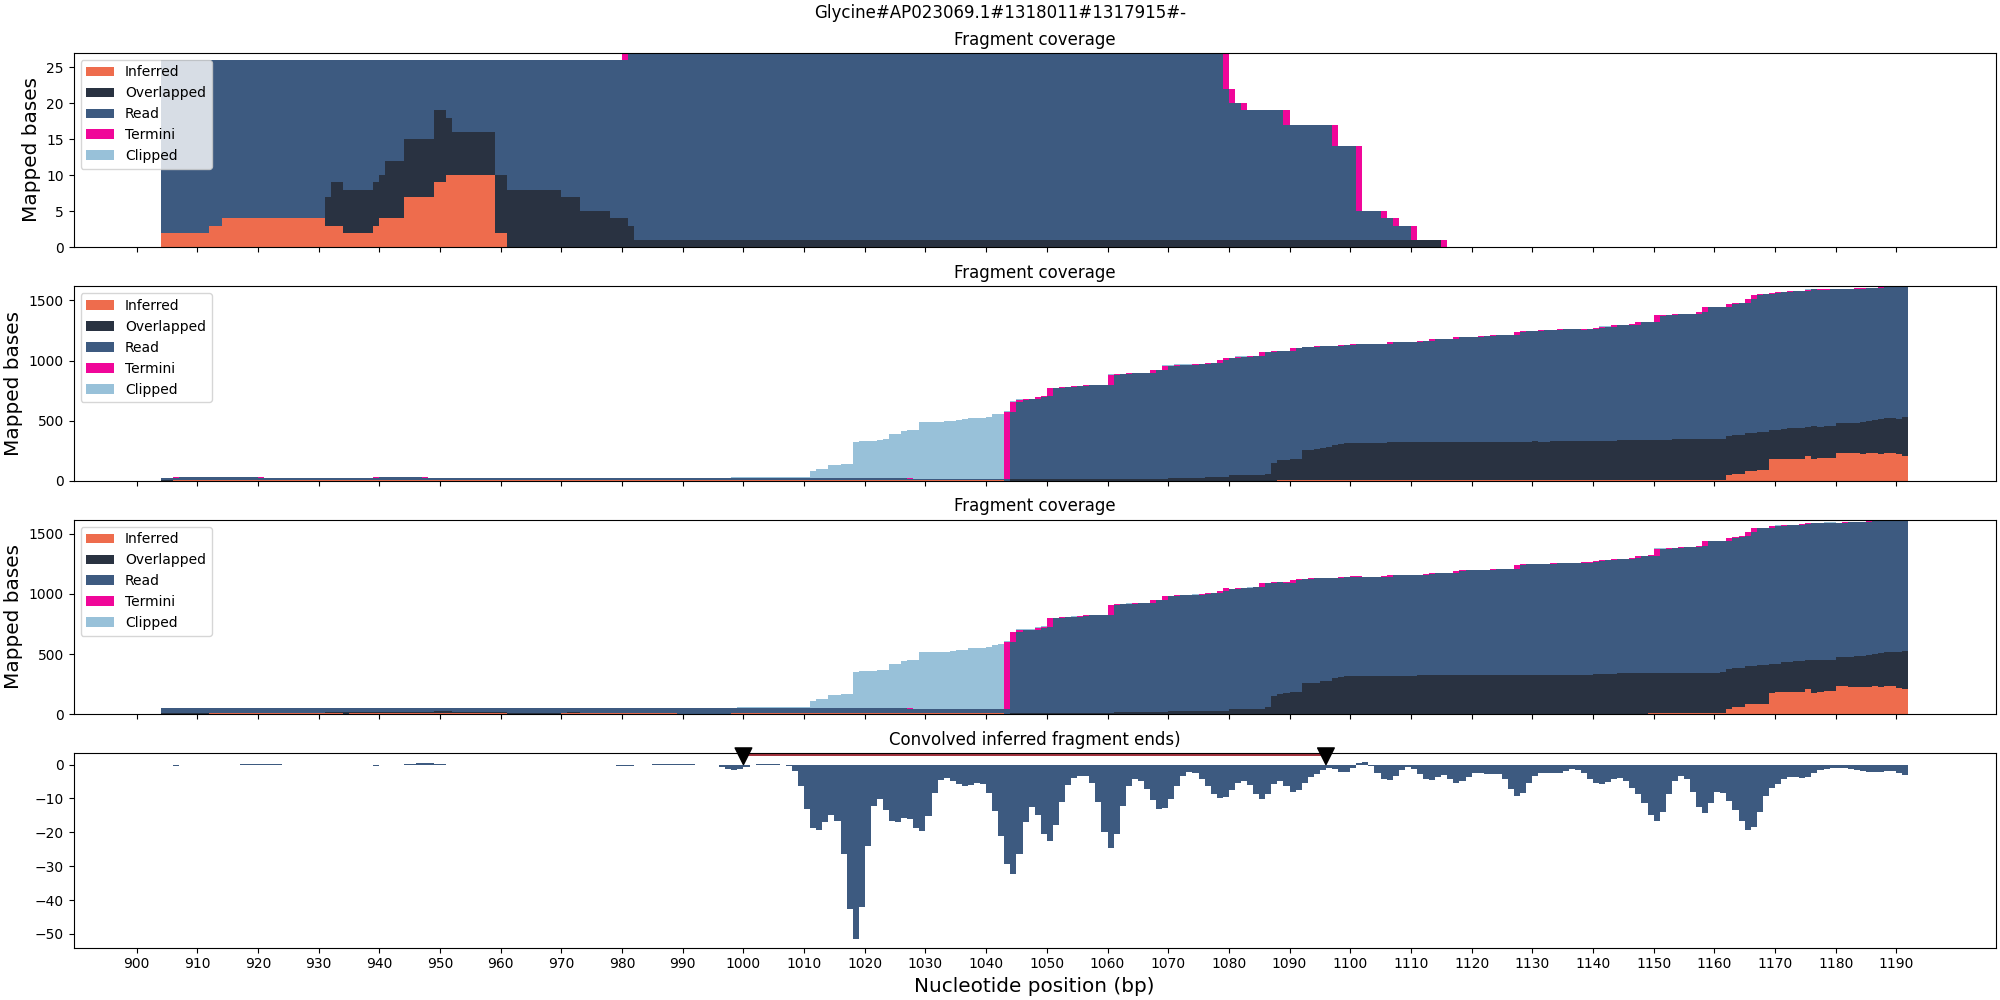 Glycine#AP023069.1#1318011#1317915#-
Fragment coverage
Mapped bases
25
20
15
10
5
0
Inferred
Overlapped
Read
Termini
Clipped
Fragment coverage
Mapped bases
1500
1000
500
0
Inferred
Overlapped
Read
Termini
Clipped
Fragment coverage
Mapped bases
1500
1000
500
0
Inferred
Overlapped
Read
Termini
Clipped
Convolved inferred fragment ends)
0
−10
−20
−30
−40
−50
900 910 920 930 940 950 960 970 980 990 1000 1010 1020 1030 1040 1050 1060 1070 1080 1090 1100 1110 1120 1130 1140 1150 1160 1170 1180 1190
Nucleotide position (bp)